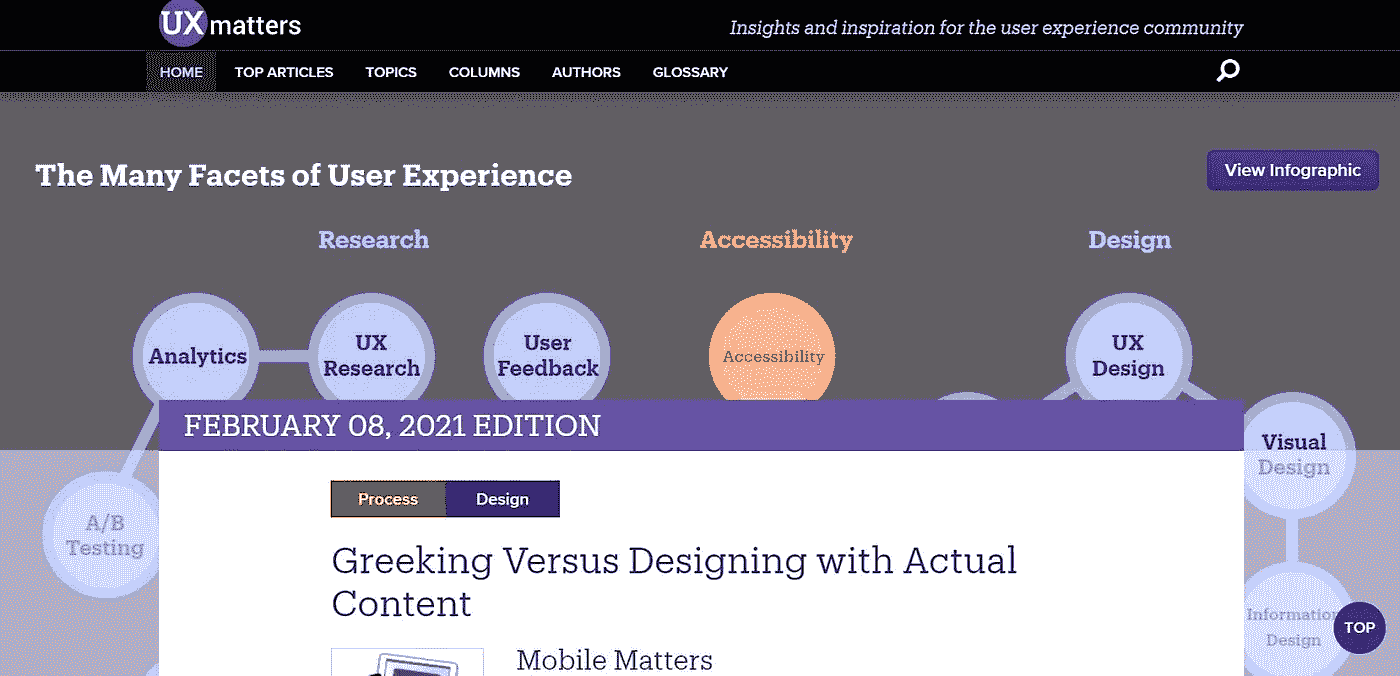 UXmatters
Insights and inspiration for the user experience community
HOME TOP ARTICLES TOPICS COLUMNS AUTHORS GLOSSARY
The Many Facets of User Experience
View Infographic
Research
Accessibility
Design
Analytics
UX
Research
User
Feedback
Accessibility
UX
Design
FEBRUARY 08, 2021 EDITION
Visual
Design
Process
Design
A/B
Testing
Greeking Versus Designing with Actual
Content
Information
Design
TOP
Mobile Matters